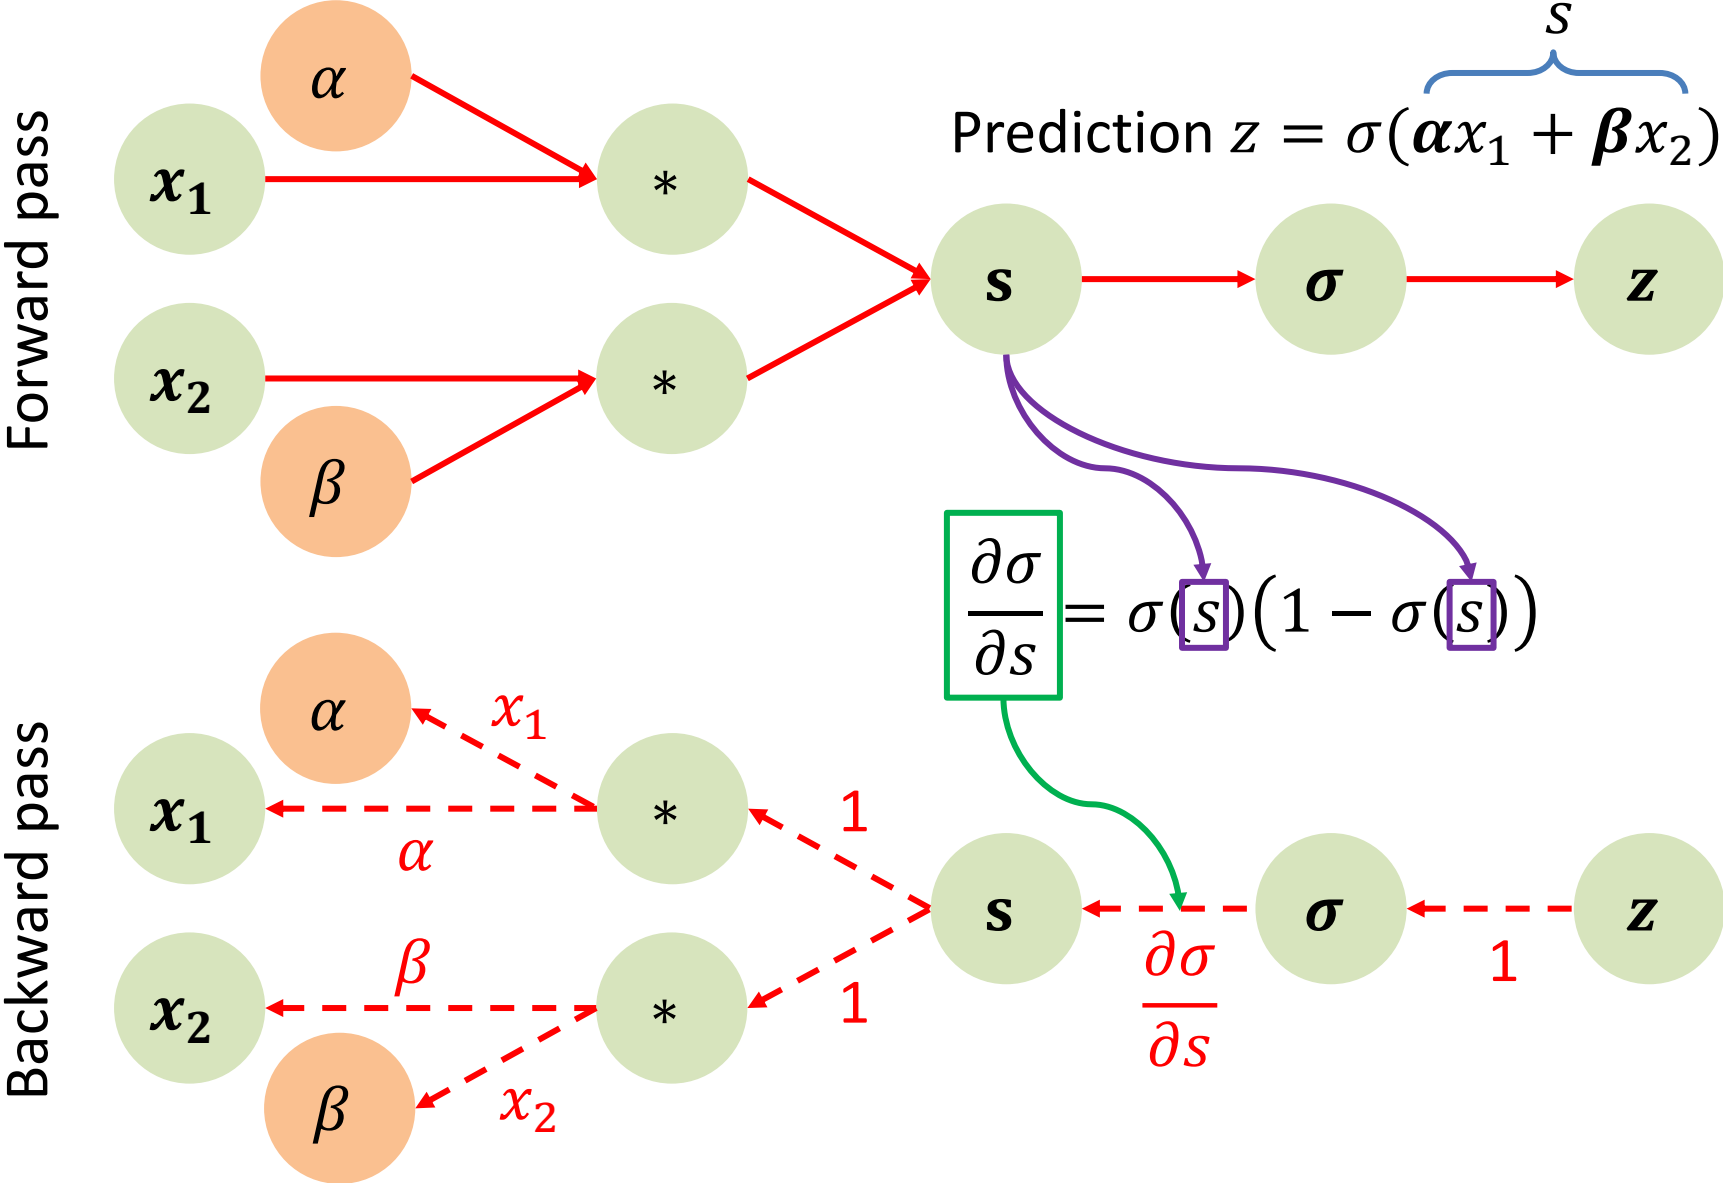 Forward pass
α
x₁
*
x₂
*
β
s
Prediction z = σ(αx₁ + βx₂)
s
σ
z
∂σ/∂s = σ(s)(1 − σ(s))
Backward pass
α
x₁
x₁
*
α
1
β
x₂
*
1
β
x₂
s
∂σ/∂s
σ
1
z